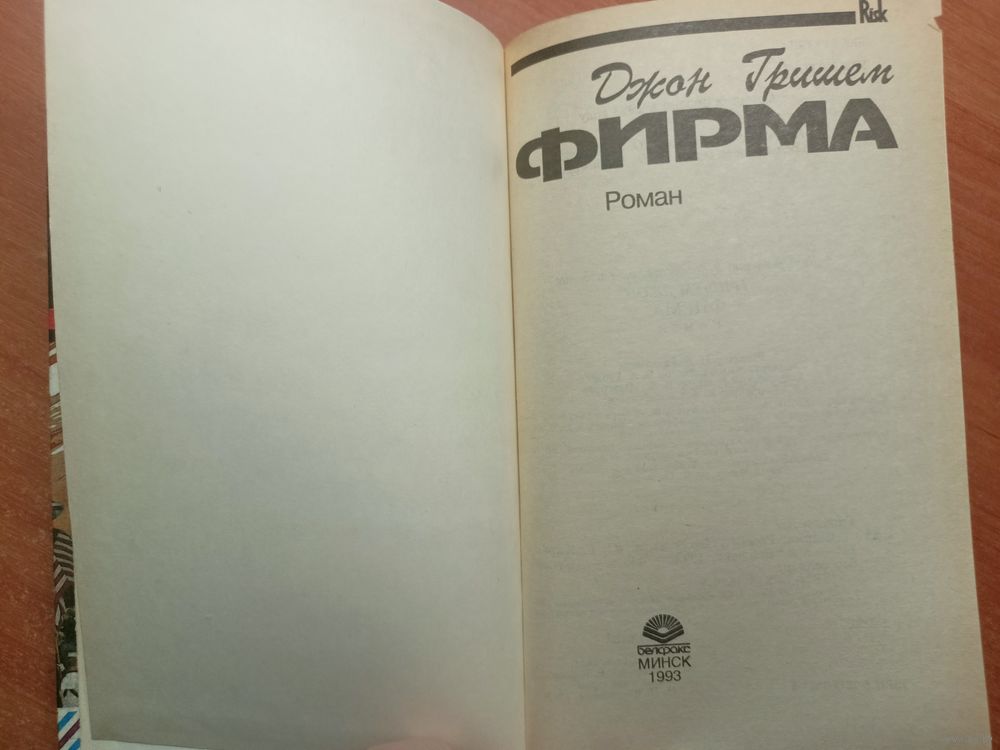 Risk
Джон Гришем
ФИРМА
Роман
белфакс
МИНСК
1993